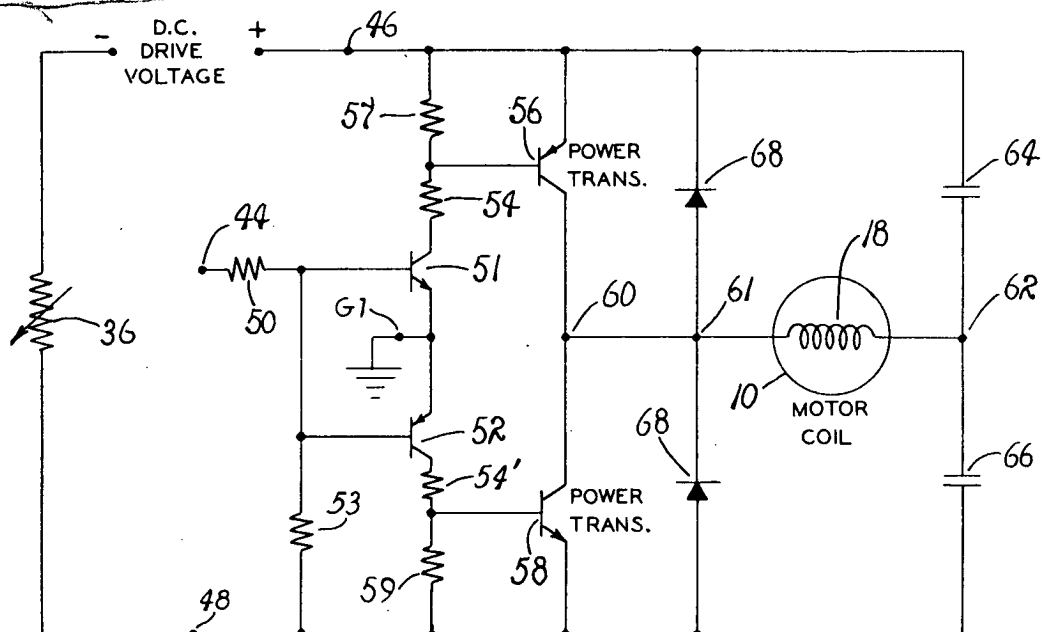 D.C.
- DRIVE +
VOLTAGE
46
57
56
POWER
TRANS.
68
64
54
44
18
51
50
G1
60
61
62
36
10
MOTOR
COIL
52
68
66
54'
53
POWER
TRANS.
58
59
48